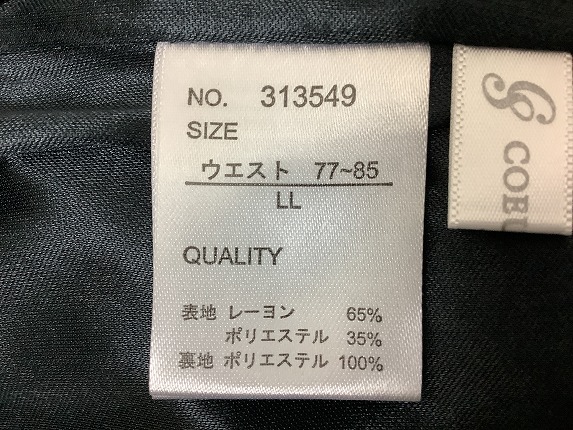 NO. 313549
SIZE
ウエスト 77~85
LL
QUALITY
表地 レーヨン 65%
ポリエステル 35%
裏地 ポリエステル 100%